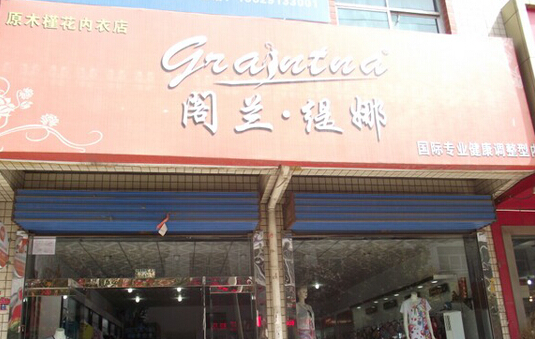 原木槿花内衣店
Graintna
阁兰·缇娜
国际专业健康调整型内